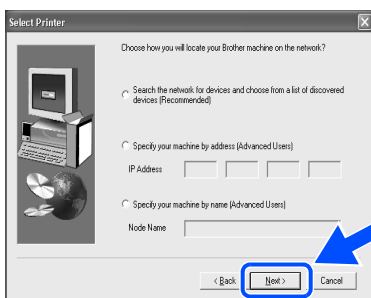 Select Printer
Choose how you will locate your Brother machine on the network?
Search the network for devices and choose from a list of discovered
devices (Recommended)
Specify your machine by address (Advanced Users)
IP Address
Specify your machine by name (Advanced Users)
Node Name
< Back
Next >
Cancel